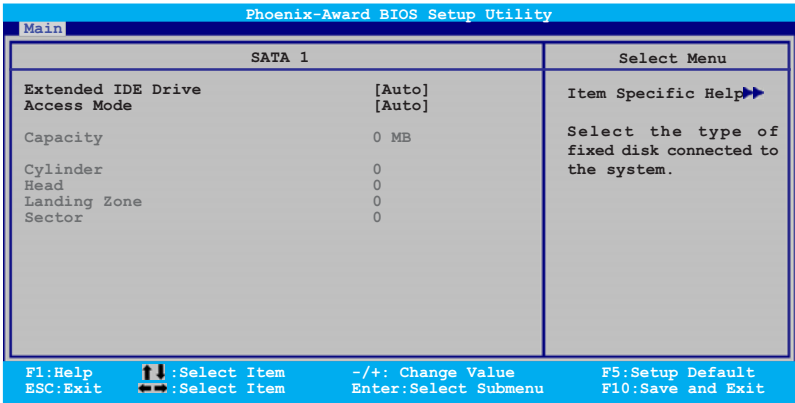 Phoenix-Award BIOS Setup Utility
Main
SATA 1
Select Menu
Extended IDE Drive [Auto]
Access Mode [Auto]
Capacity 0 MB
Cylinder 0
Head 0
Landing Zone 0
Sector 0
Item Specific Help
Select the type of
fixed disk connected to
the system.
F1:Help :Select Item -/+: Change Value F5:Setup Default
ESC:Exit :Select Item Enter:Select Submenu F10:Save and Exit